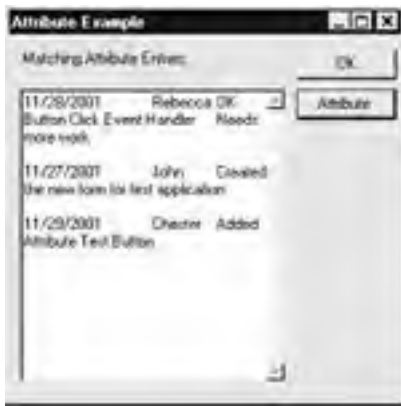 Attribute Example
Matching Attribute Entries:
OK
Attribute
11/28/2001 Rebecca OK
Button Click Event Handler Needs
more work
11/27/2001 John Created
the new form for test application
11/29/2001 Chester Added
Attribute Test Button